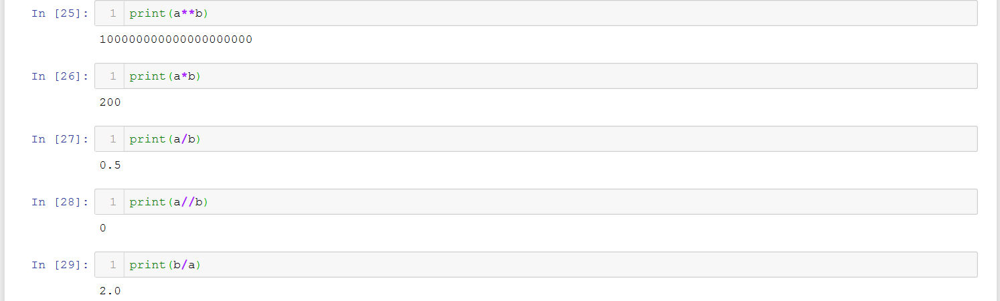 In [25]: 1 print(a**b)
100000000000000000000
In [26]: 1 print(a*b)
200
In [27]: 1 print(a/b)
0.5
In [28]: 1 print(a//b)
0
In [29]: 1 print(b/a)
2.0